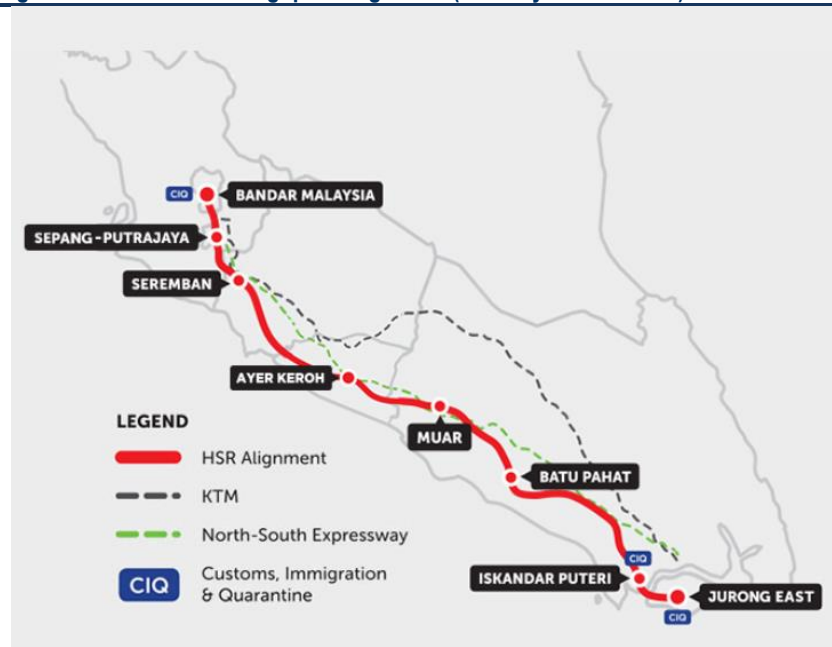 CIQ
BANDAR MALAYSIA
SEPANG-PUTRAJAYA
SEREMBAN
AYER KEROH
MUAR
BATU PAHAT
CIQ
ISKANDAR PUTERI
JURONG EAST
CIQ
LEGEND
HSR Alignment
KTM
North-South Expressway
CIQ
Customs, Immigration
& Quarantine